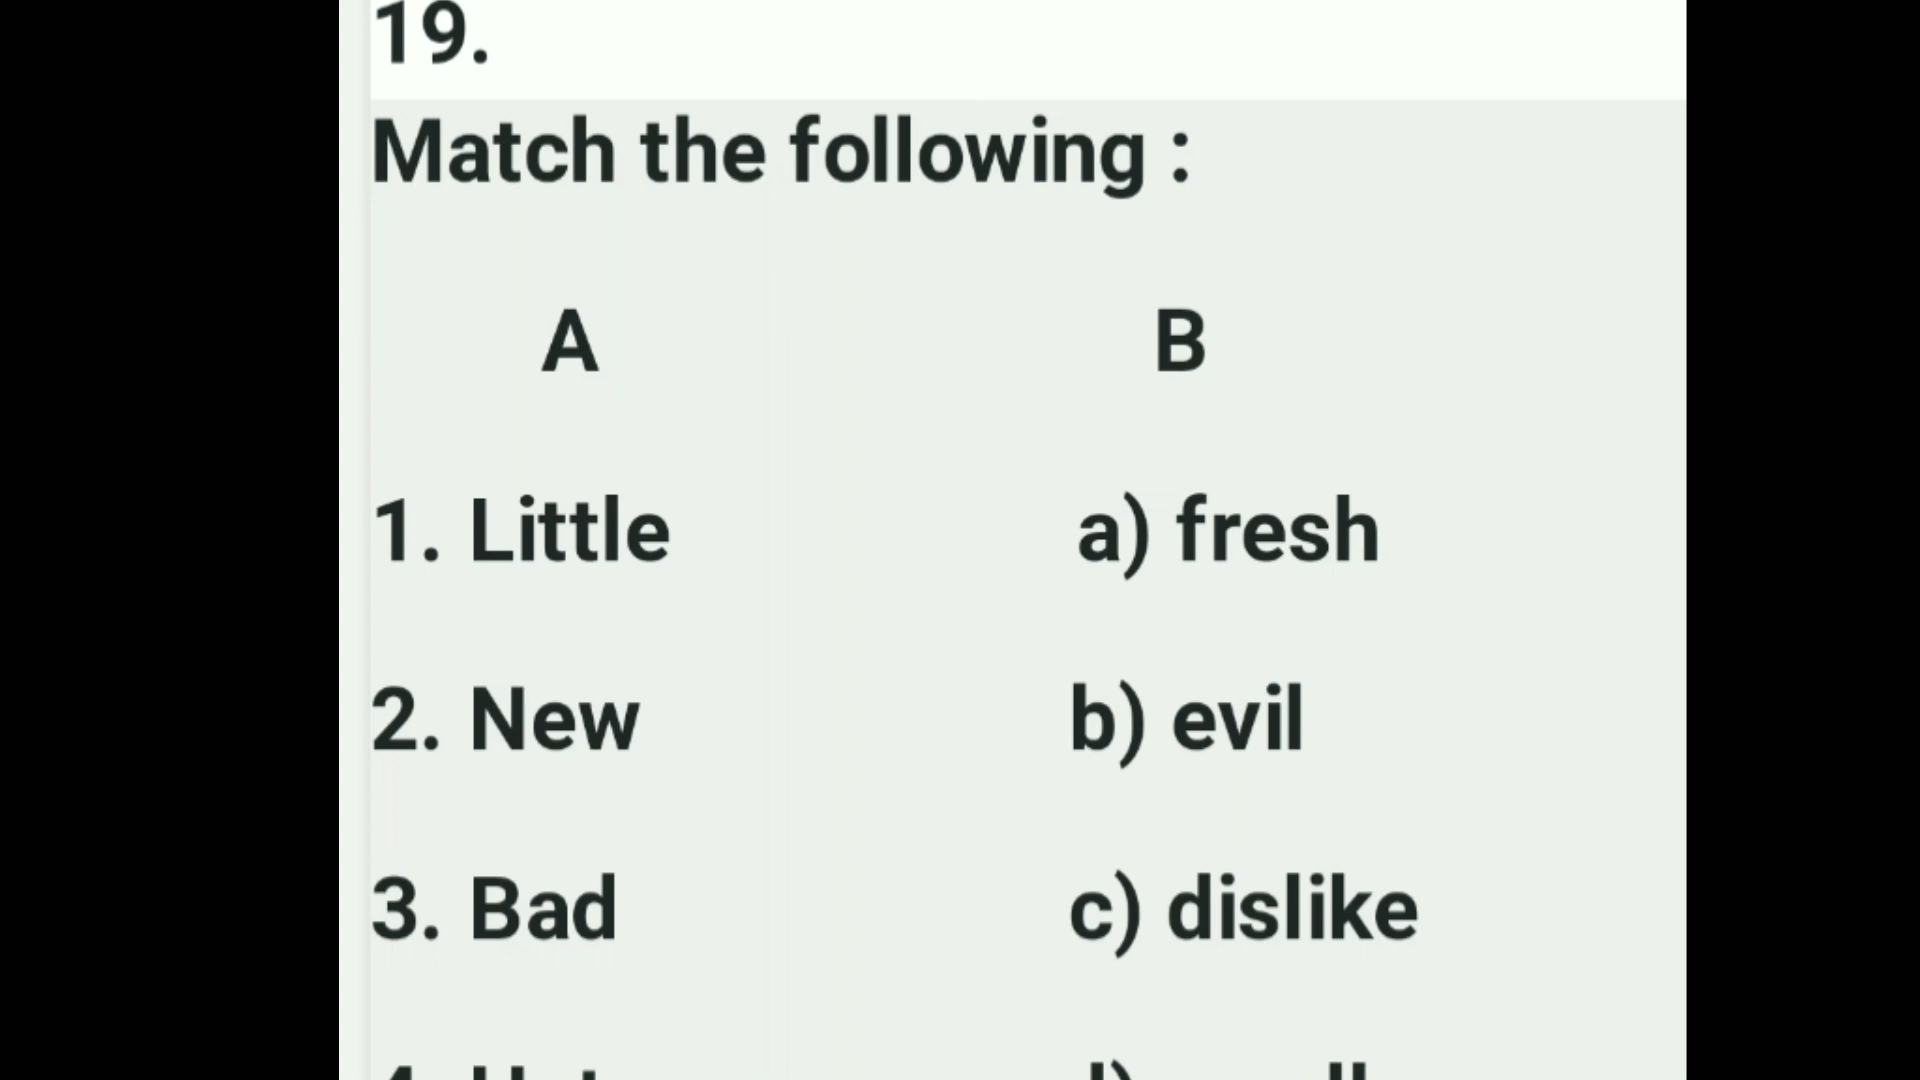 19.
Match the following :
A B
1. Little a) fresh
2. New b) evil
3. Bad c) dislike